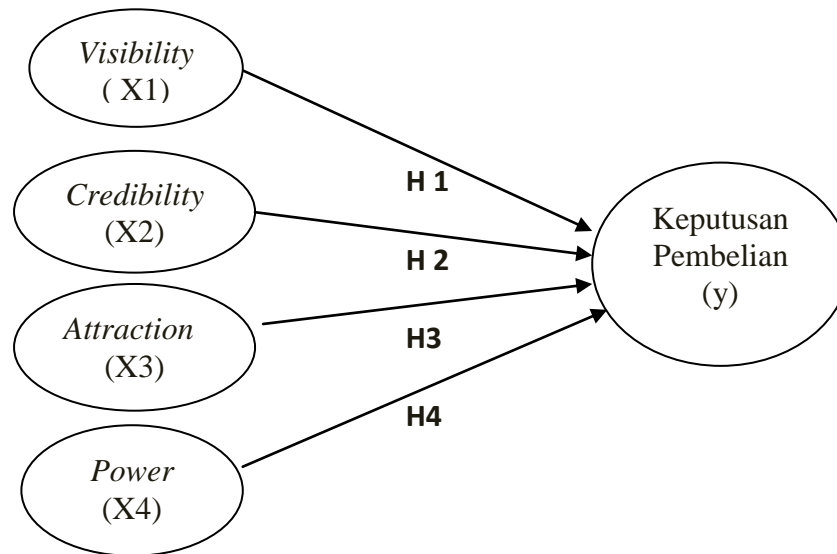 Visibility
( X1)
H 1
Credibility
(X2)
H 2
Keputusan
Pembelian
(y)
Attraction
(X3)
H3
H4
Power
(X4)